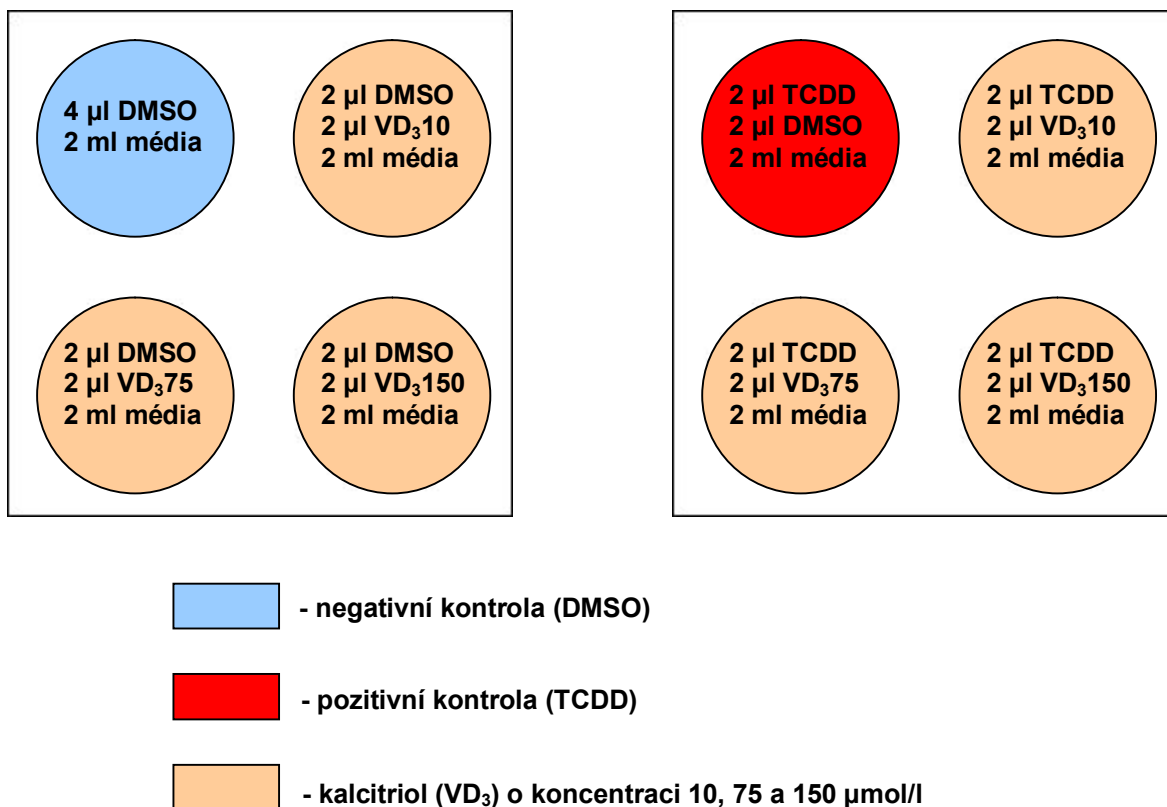 4 µl DMSO
2 ml média
2 µl DMSO
2 µl VD₃10
2 ml média
2 µl TCDD
2 µl DMSO
2 ml média
2 µl TCDD
2 µl VD₃10
2 ml média
2 µl DMSO
2 µl VD₃75
2 ml média
2 µl DMSO
2 µl VD₃150
2 ml média
2 µl TCDD
2 µl VD₃75
2 ml média
2 µl TCDD
2 µl VD₃150
2 ml média
- negativní kontrola (DMSO)
- pozitivní kontrola (TCDD)
- kalcitriol (VD₃) o koncentraci 10, 75 a 150 µmol/l